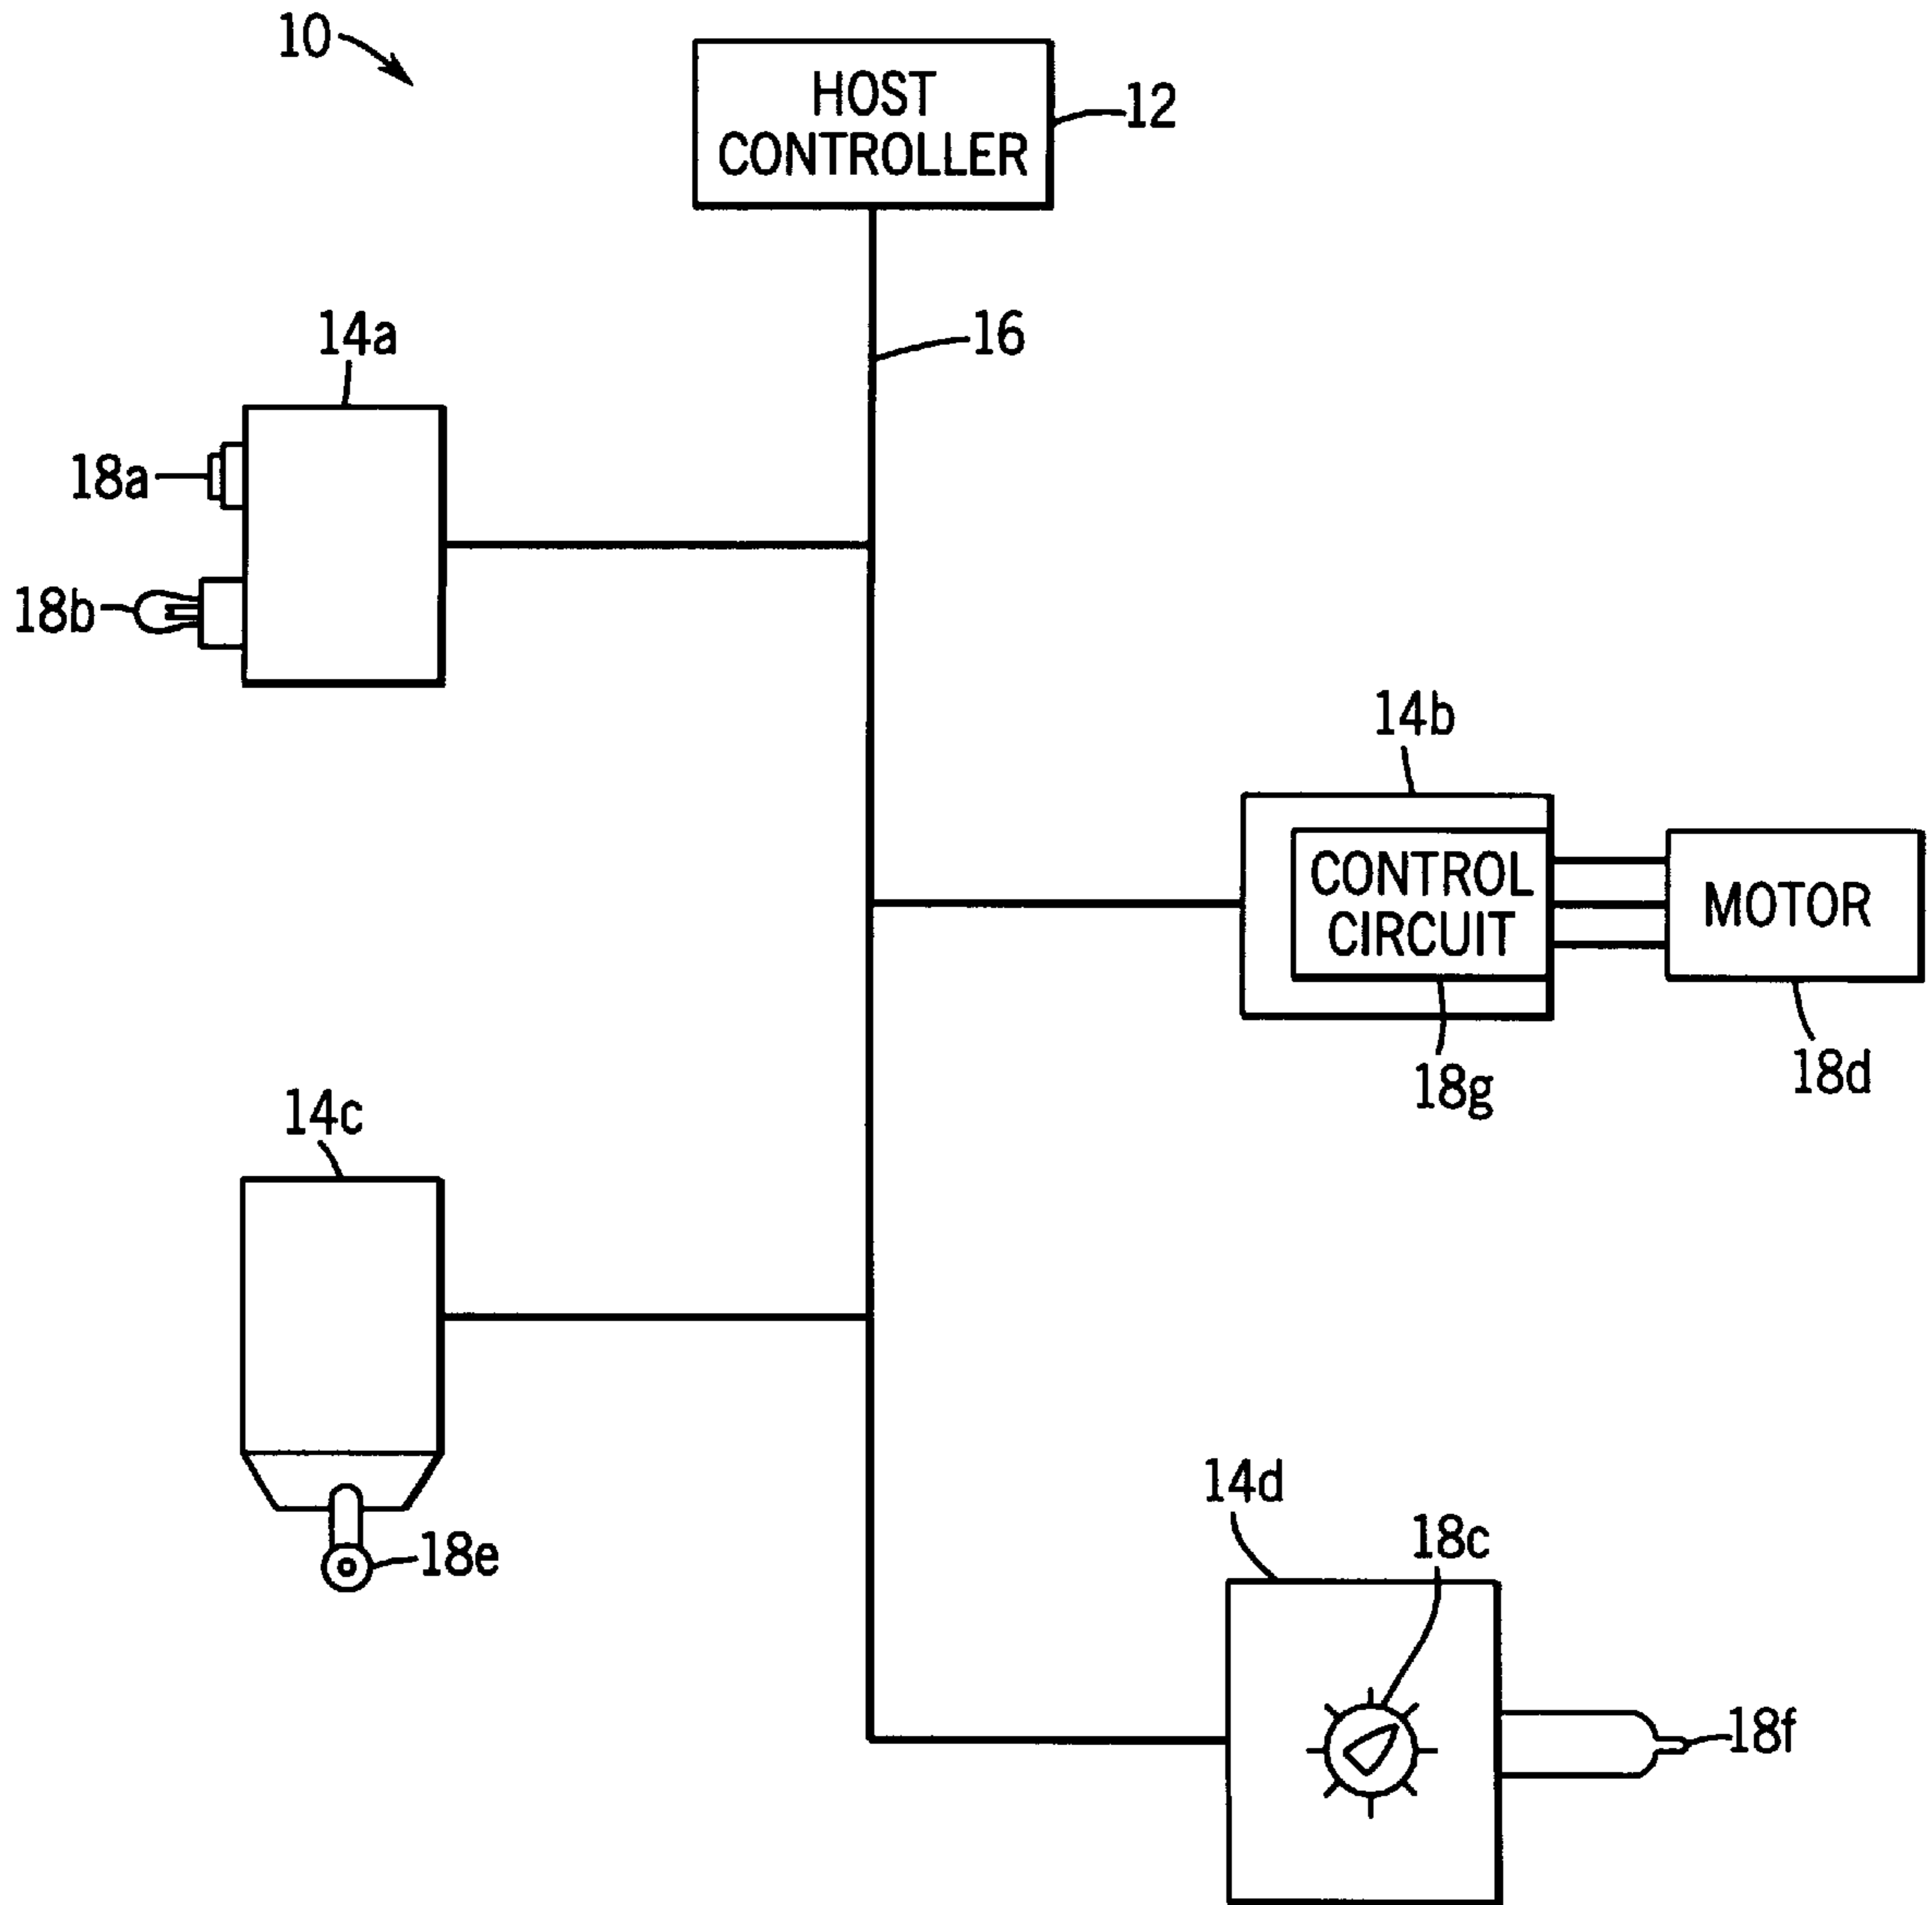 10
HOST
CONTROLLER
12
16
14a
18a
18b
14b
CONTROL
CIRCUIT
MOTOR
18g
18d
14c
18e
14d
18c
18f